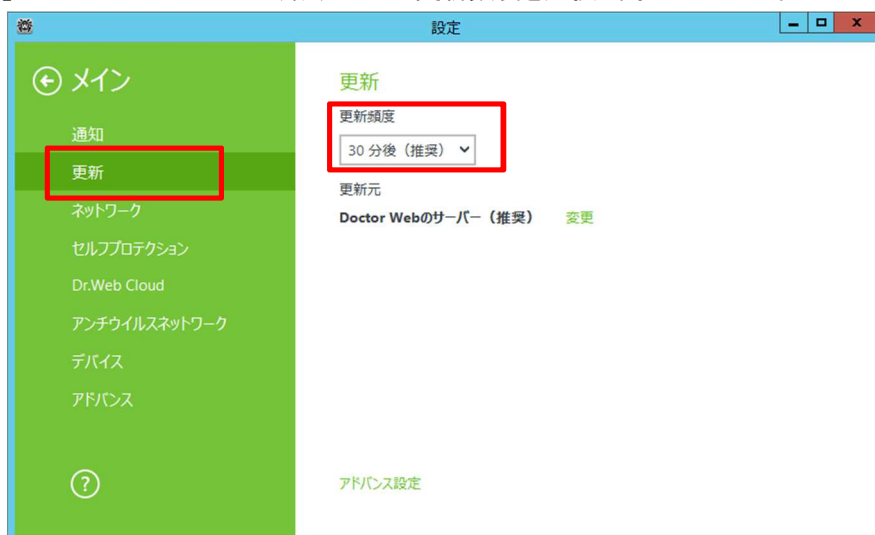 設定
メイン
通知
更新
ネットワーク
セルフプロテクション
Dr.Web Cloud
アンチウイルスネットワーク
デバイス
アドバンス
?
更新
更新頻度
30 分後（推奨）
更新元
Doctor Webのサーバー（推奨） 変更
アドバンス設定